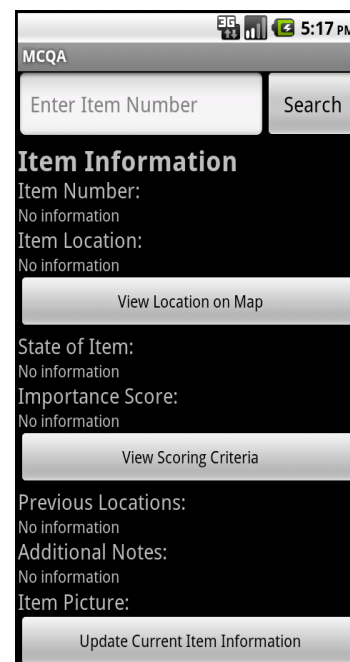 3G 5:17 PM
MCQA
Enter Item Number Search
Item Information
Item Number:
No information
Item Location:
No information
View Location on Map
State of Item:
No information
Importance Score:
No information
View Scoring Criteria
Previous Locations:
No information
Additional Notes:
No information
Item Picture:
Update Current Item Information